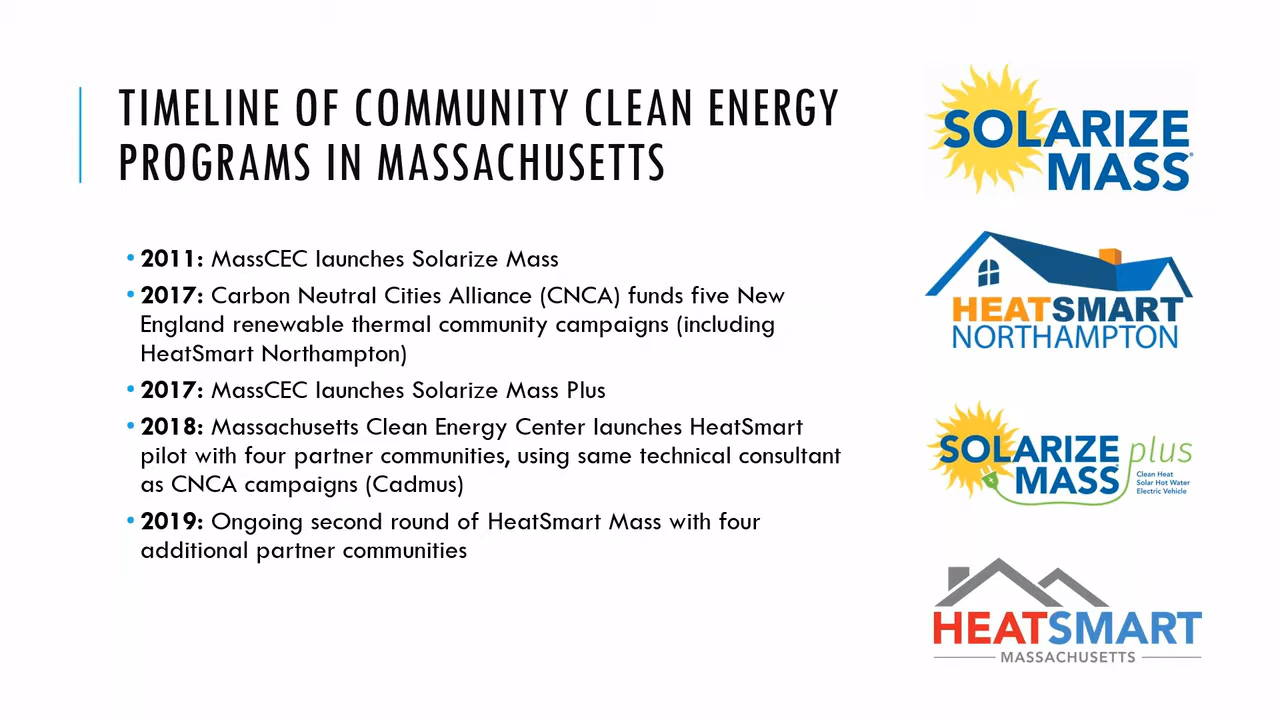 TIMELINE OF COMMUNITY CLEAN ENERGY
PROGRAMS IN MASSACHUSETTS
• 2011: MassCEC launches Solarize Mass
• 2017: Carbon Neutral Cities Alliance (CNCA) funds five New
England renewable thermal community campaigns (including
HeatSmart Northampton)
• 2017: MassCEC launches Solarize Mass Plus
• 2018: Massachusetts Clean Energy Center launches HeatSmart
pilot with four partner communities, using same technical consultant
as CNCA campaigns (Cadmus)
• 2019: Ongoing second round of HeatSmart Mass with four
additional partner communities
SOLARIZE
MASS
HEATSMART
NORTHAMPTON
SOLARIZE
MASS
plus
Clean Heat
Solar Hot Water
Electric Vehicle
HEATSMART
MASSACHUSETTS